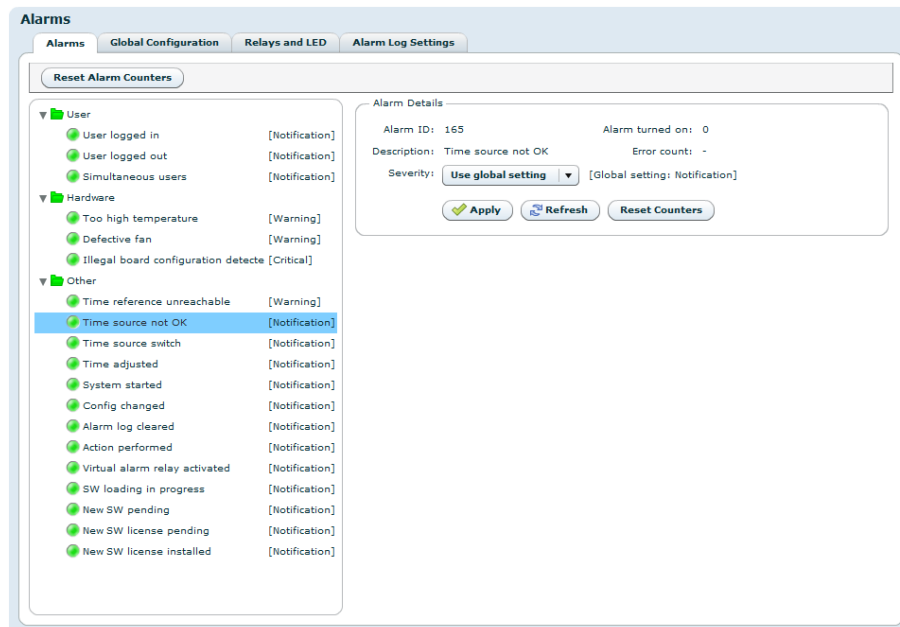 Alarms
Alarms Global Configuration Relays and LED Alarm Log Settings
Reset Alarm Counters
User
User logged in [Notification]
User logged out [Notification]
Simultaneous users [Notification]
Hardware
Too high temperature [Warning]
Defective fan [Warning]
Illegal board configuration detecte [Critical]
Other
Time reference unreachable [Warning]
Time source not OK [Notification]
Time source switch [Notification]
Time adjusted [Notification]
System started [Notification]
Config changed [Notification]
Alarm log cleared [Notification]
Action performed [Notification]
Virtual alarm relay activated [Notification]
SW loading in progress [Notification]
New SW pending [Notification]
New SW license pending [Notification]
New SW license installed [Notification]
Alarm Details
Alarm ID: 165 Alarm turned on: 0
Description: Time source not OK Error count: -
Severity: Use global setting [Global setting: Notification]
Apply Refresh Reset Counters